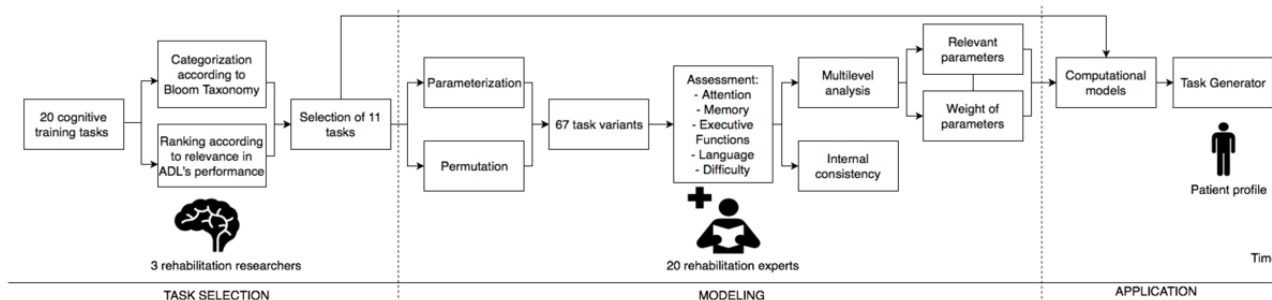 20 cognitive
training tasks
Categorization
according to
Bloom Taxonomy
Ranking according
to relevance in
ADL's performance
3 rehabilitation researchers
Selection of 11
tasks
TASK SELECTION
Parameterization
Permutation
67 task variants
Assessment:
- Attention
- Memory
- Executive
Functions
- Language
- Difficulty
20 rehabilitation experts
Multilevel
analysis
Internal
consistency
Relevant
parameters
Weight of
parameters
MODELING
Computational
models
Task Generator
Patient profile
Time
APPLICATION